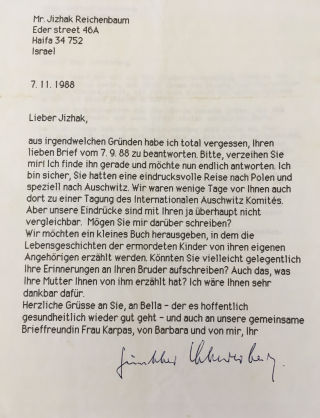 Mr. Jizhak Reichenbaum
Eder street 46A
Haifa 34 752
Israel
7. 11. 1988
Lieber Jizhak,
aus irgendwelchen Gründen habe ich total vergessen, Ihren
lieben Brief vom 7. 9. 88 zu beantworten. Bitte, verzeihen Sie
mir! Ich finde ihn gerade und möchte nun endlich antworten. Ich
bin sicher, Sie hatten eine eindrucksvolle Reise nach Polen und
speziell nach Auschwitz. Wir waren wenige Tage vor Ihnen auch
dort zu einer Tagung des Internationalen Auschwitz Komités.
Aber unsere Eindrücke sind mit Ihren ja überhaupt nicht
vergleichbar. Mögen Sie mir darüber schreiben?
Wir möchten ein kleines Buch herausgeben, in dem die
Lebensgeschichten der ermordeten Kinder von ihren eigenen
Angehörigen erzählt werden. Könnten Sie vielleicht gelegentlich
Ihre Erinnerungen an Ihren Bruder aufschreiben? Auch das, was
Ihre Mutter Ihnen von ihm erzählt hat? Ich wäre Ihnen sehr
dankbar dafür.
Herzliche Grüsse an Sie, an Bella - der es hoffentlich
gesundheitlich wieder gut geht - und auch an unsere gemeinsame
Brieffreundin Frau Karpas, von Barbara und von mir, Ihr